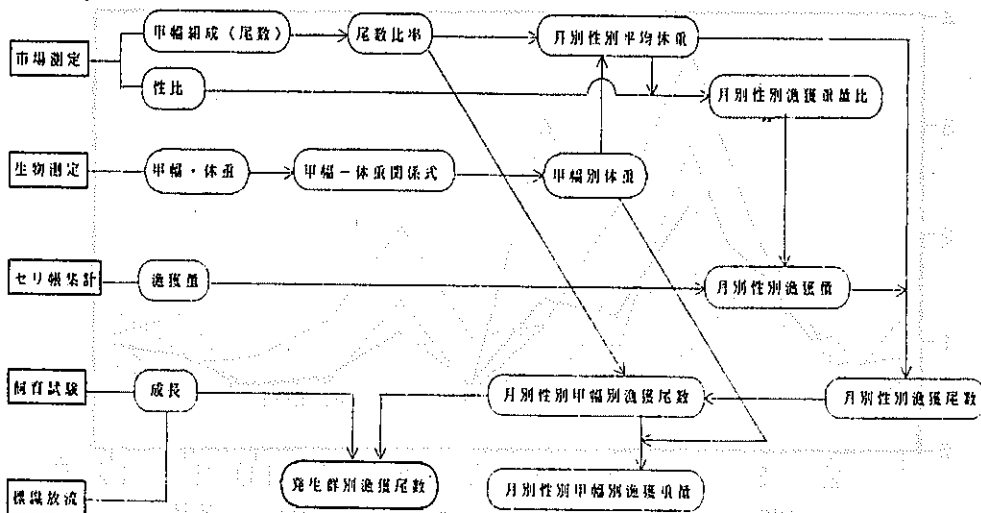 市場測定
甲幅組成（尾数）
尾数比率
月別性別平均体重
性比
月別性別漁獲重量比
生物測定
甲幅・体重
甲幅－体重関係式
甲幅別体重
セリ帳集計
漁獲量
月別性別漁獲量
飼育試験
成長
月別性別甲幅別漁獲尾数
月別性別漁獲尾数
標識放流
発生群別漁獲尾数
月別性別甲幅別漁獲重量